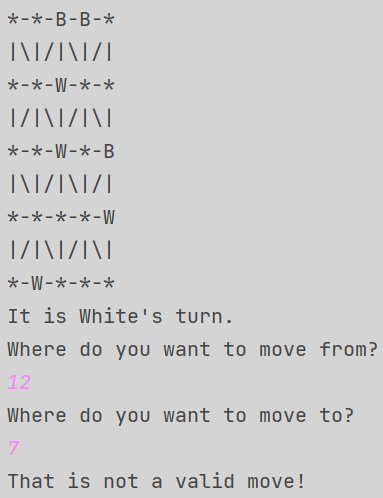 *-*-B-B-*
|\|/|\|/|
*-*-W-*-*
|/|\|/|\|
*-*-W-*-B
|\|/|\|/|
*-*-*-*-W
|/|\|/|\|
*-W-*-*-*
It is White's turn.
Where do you want to move from?
12
Where do you want to move to?
7
That is not a valid move!